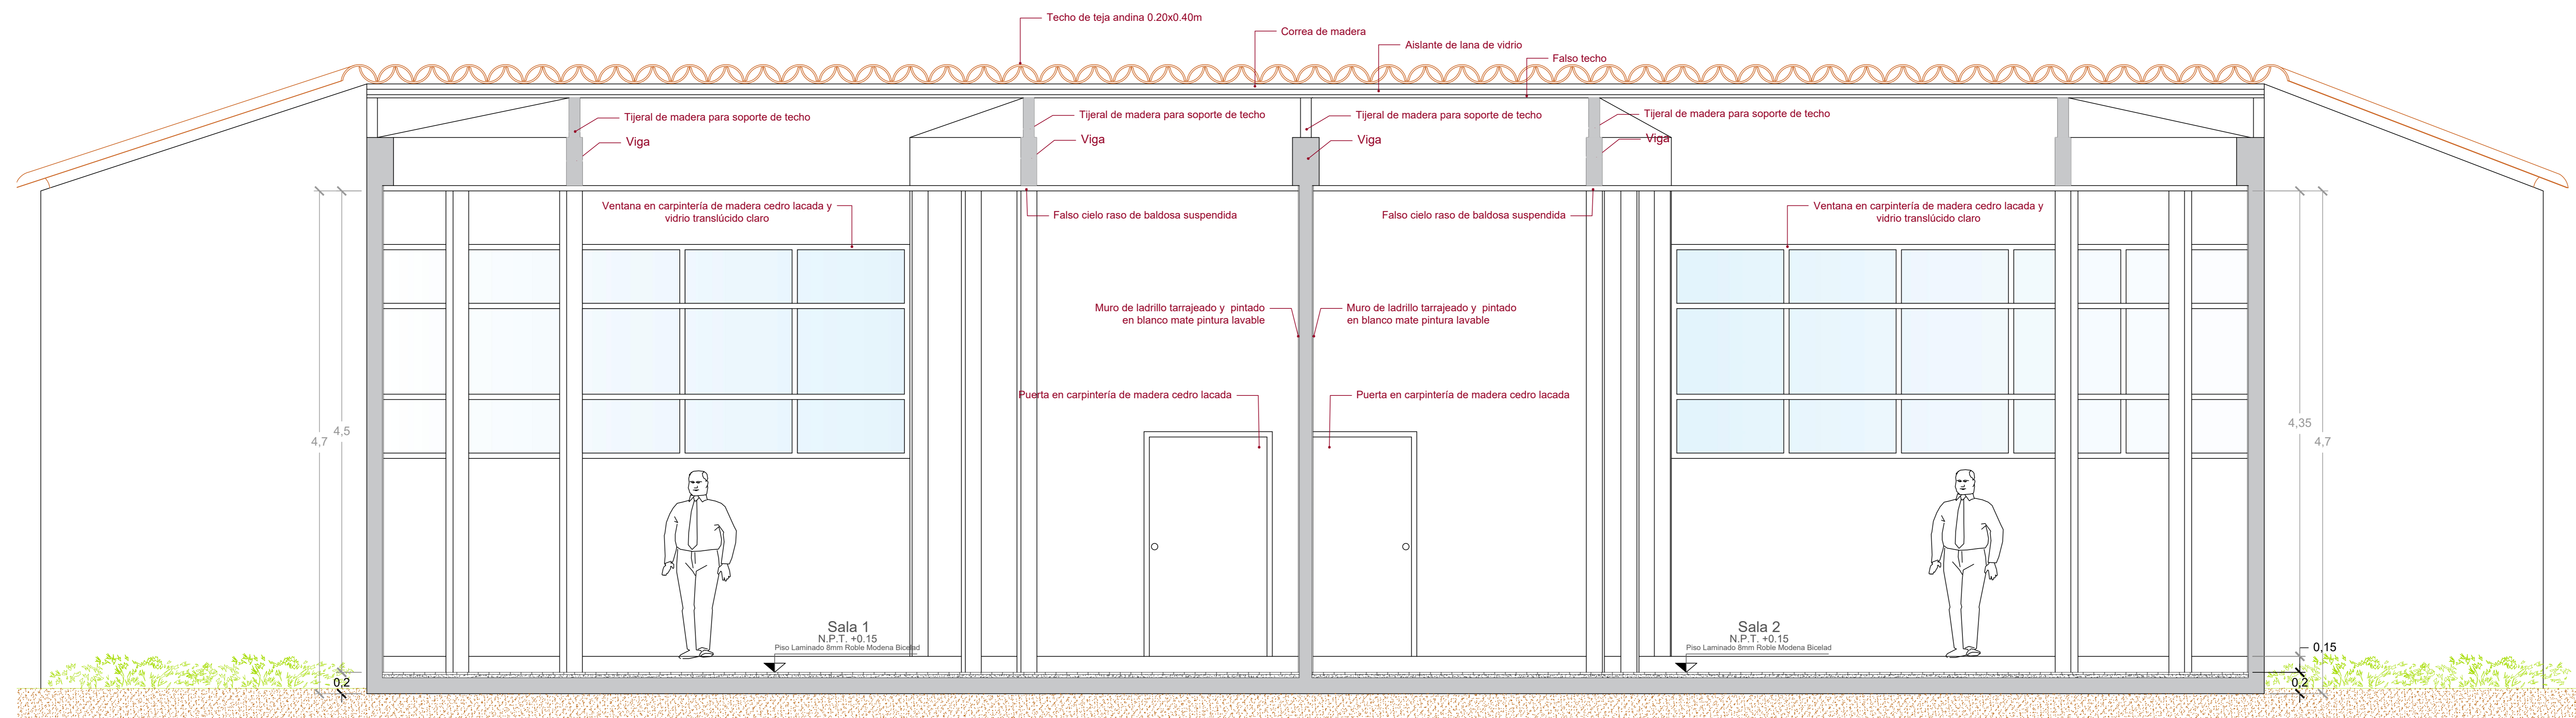 Techo de teja andina 0.20x0.40m
Correa de madera
Aislante de lana de vidrio
Falso techo
Tijeral de madera para soporte de techo
Viga
Tijeral de madera para soporte de techo
Viga
Tijeral de madera para soporte de techo
Viga
Tijeral de madera para soporte de techo
Viga
Ventana en carpintería de madera cedro lacada y
vidrio translúcido claro
Falso cielo raso de baldosa suspendida
Falso cielo raso de baldosa suspendida
Ventana en carpintería de madera cedro lacada y
vidrio translúcido claro
Muro de ladrillo tarrajeado y pintado
en blanco mate pintura lavable
Muro de ladrillo tarrajeado y pintado
en blanco mate pintura lavable
Puerta en carpintería de madera cedro lacada
Puerta en carpintería de madera cedro lacada
4,7
4,5
4,35
4,7
Sala 1
N.P.T. +0.15
Piso Laminado 8mm Roble Modena Bicelad
Sala 2
N.P.T. +0.15
Piso Laminado 8mm Roble Modena Bicelad
0,15
0,2
0,2